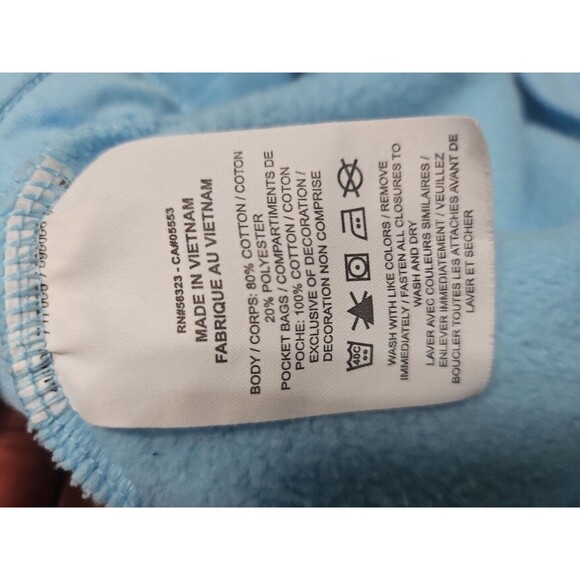 RN#56323 - CA#05553
MADE IN VIETNAM
FABRIQUE AU VIETNAM
BODY / CORPS: 80% COTTON / COTON
20% POLYESTER
POCKET BAGS / COMPARTIMENTS DE
POCHE: 100% COTTON / COTON
EXCLUSIVE OF DECORATION /
DECORATION NON COMPRISE
40C
WASH WITH LIKE COLORS / REMOVE
IMMEDIATELY / FASTEN ALL CLOSURES TO
WASH AND DRY
LAVER AVEC COULEURS SIMILAIRES /
ENLEVER IMMEDIATEMENT / VEUILLEZ
BOUCLER TOUTES LES ATTACHES AVANT DE
LAVER ET SECHER